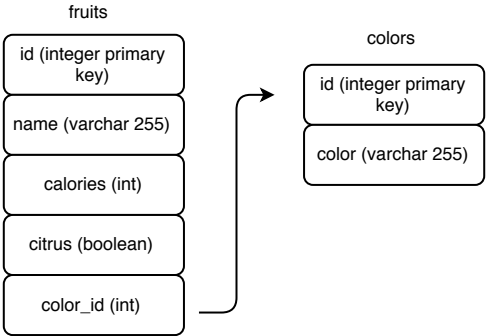 fruits
id (integer primary
key)
name (varchar 255)
calories (int)
citrus (boolean)
color_id (int)
colors
id (integer primary
key)
color (varchar 255)